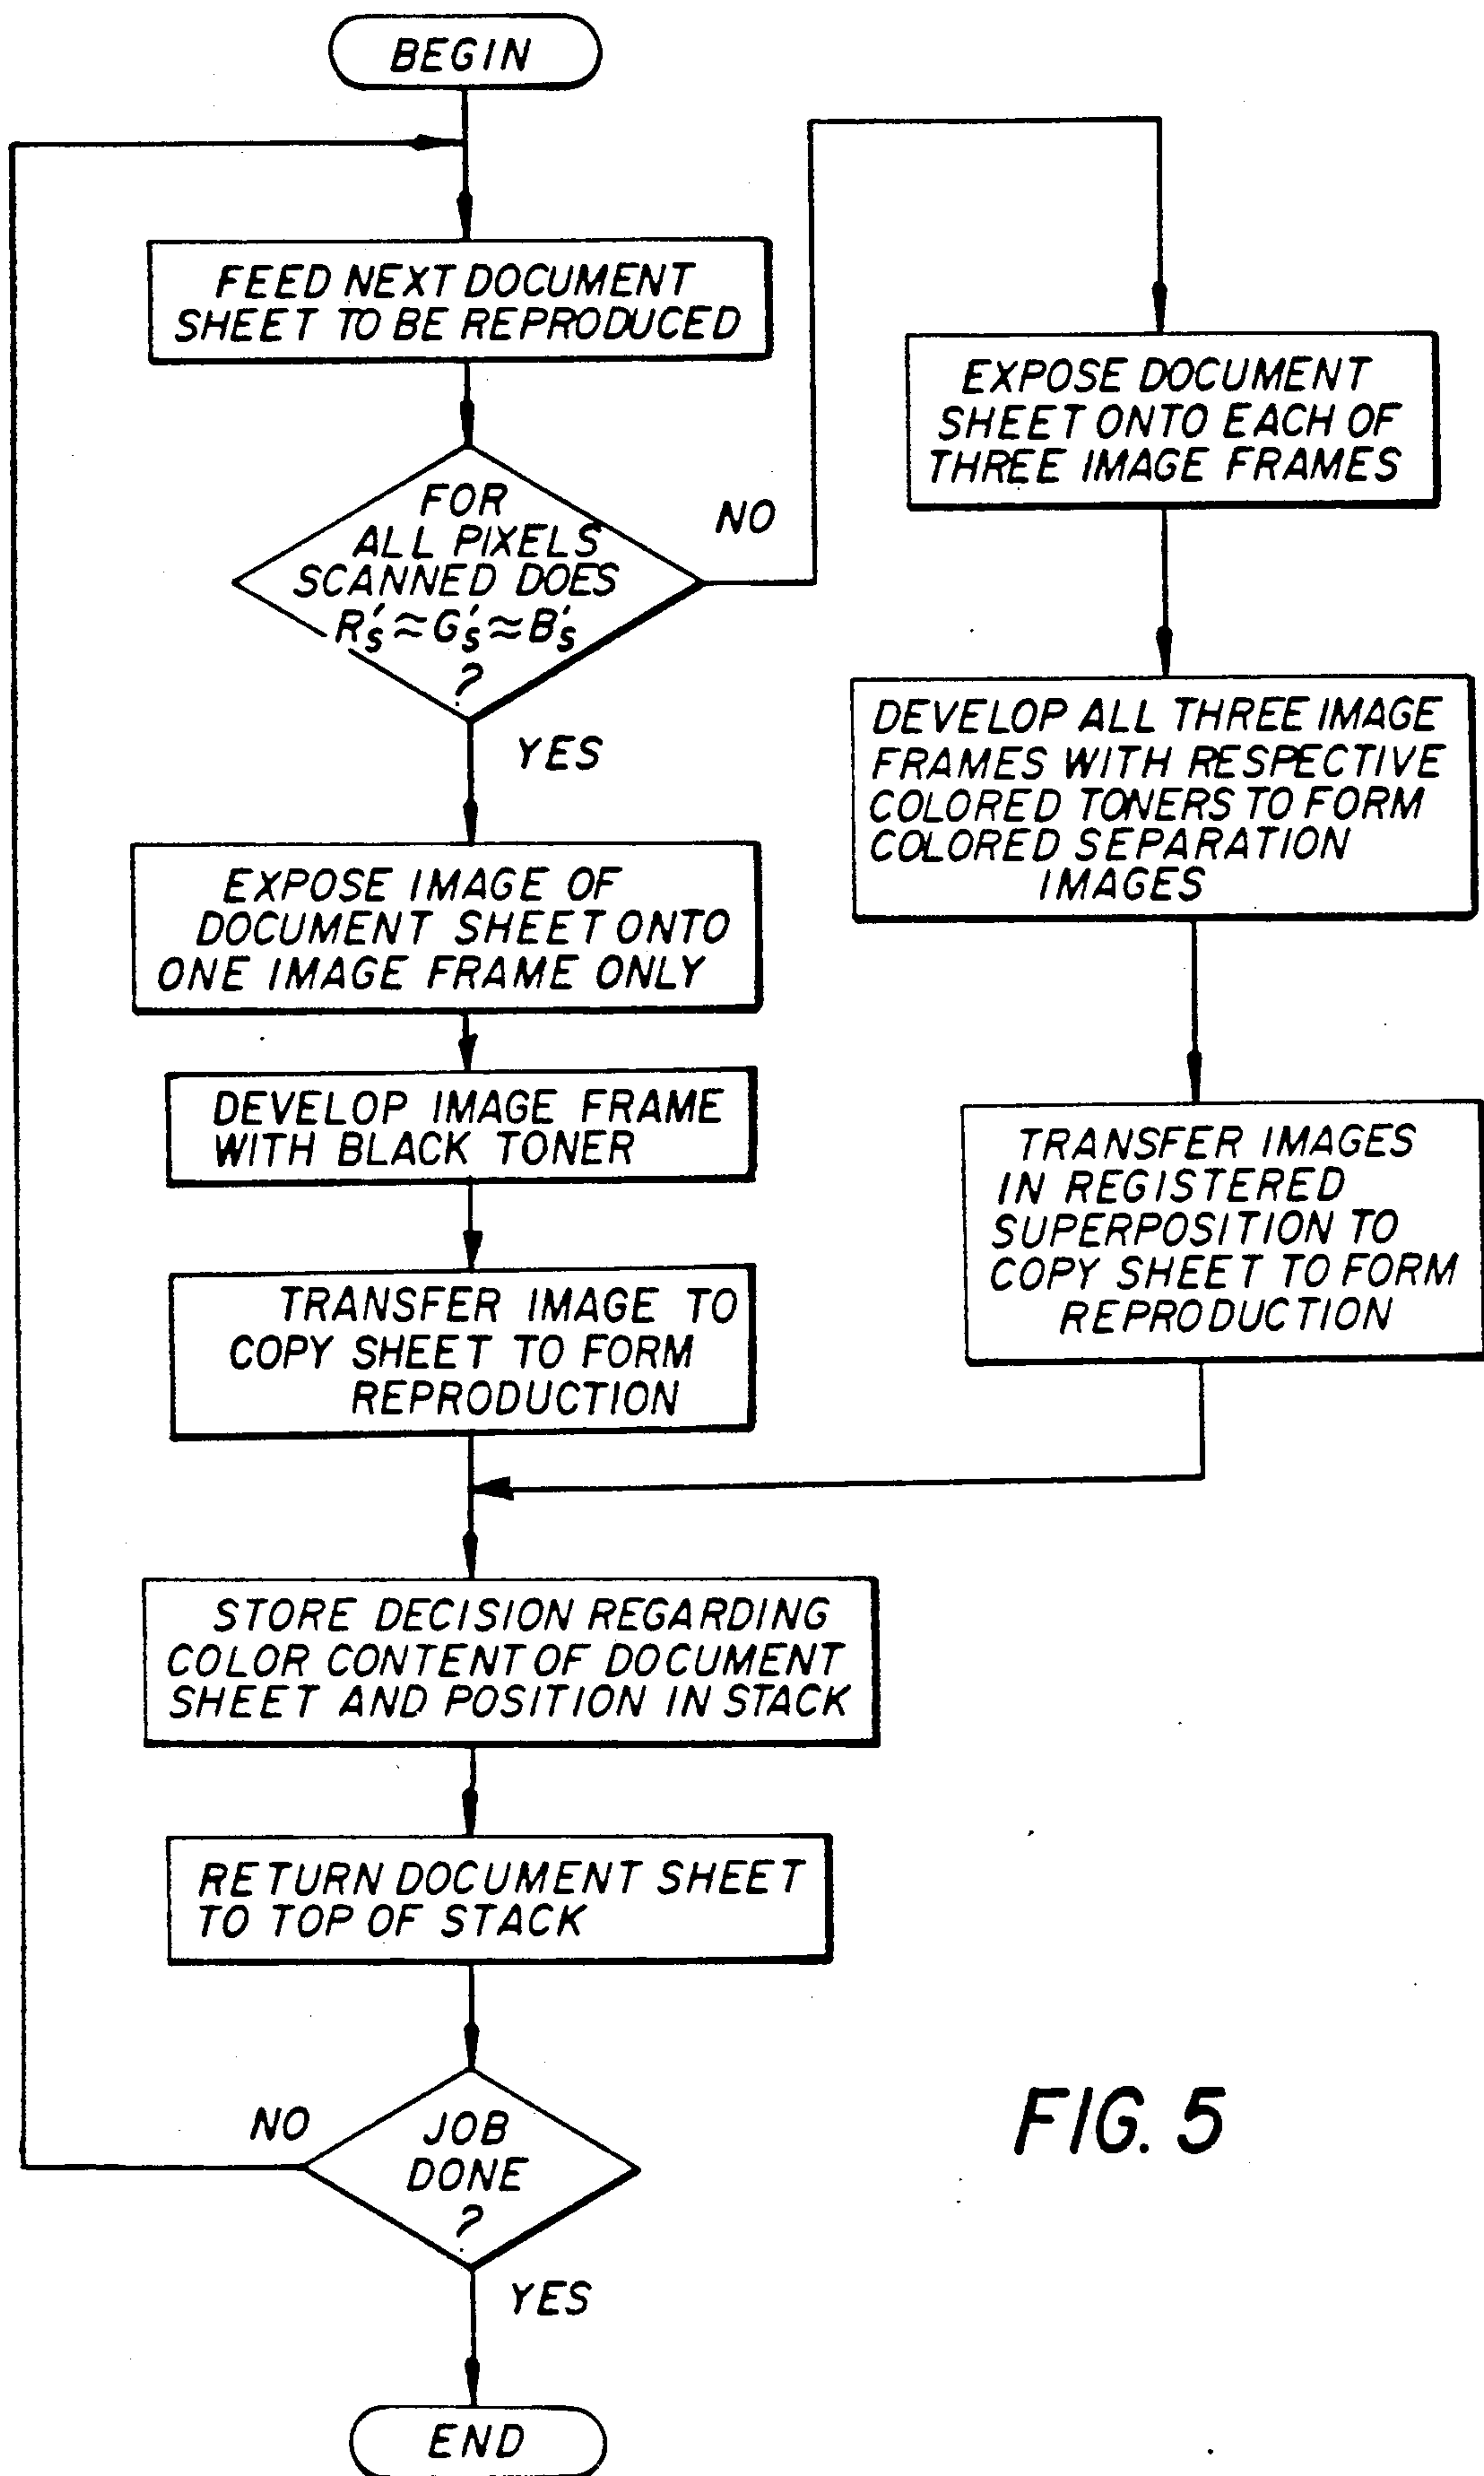 BEGIN
FEED NEXT DOCUMENT
SHEET TO BE REPRODUCED
FOR
ALL PIXELS
SCANNED DOES
R's≈G's≈B's
?
NO
YES
EXPOSE IMAGE OF
DOCUMENT SHEET ONTO
ONE IMAGE FRAME ONLY
DEVELOP IMAGE FRAME
WITH BLACK TONER
TRANSFER IMAGE TO
COPY SHEET TO FORM
REPRODUCTION
EXPOSE DOCUMENT
SHEET ONTO EACH OF
THREE IMAGE FRAMES
DEVELOP ALL THREE IMAGE
FRAMES WITH RESPECTIVE
COLORED TONERS TO FORM
COLORED SEPARATION
IMAGES
TRANSFER IMAGES
IN REGISTERED
SUPERPOSITION TO
COPY SHEET TO FORM
REPRODUCTION
STORE DECISION REGARDING
COLOR CONTENT OF DOCUMENT
SHEET AND POSITION IN STACK
RETURN DOCUMENT SHEET
TO TOP OF STACK
JOB
DONE
?
NO
YES
END
FIG. 5